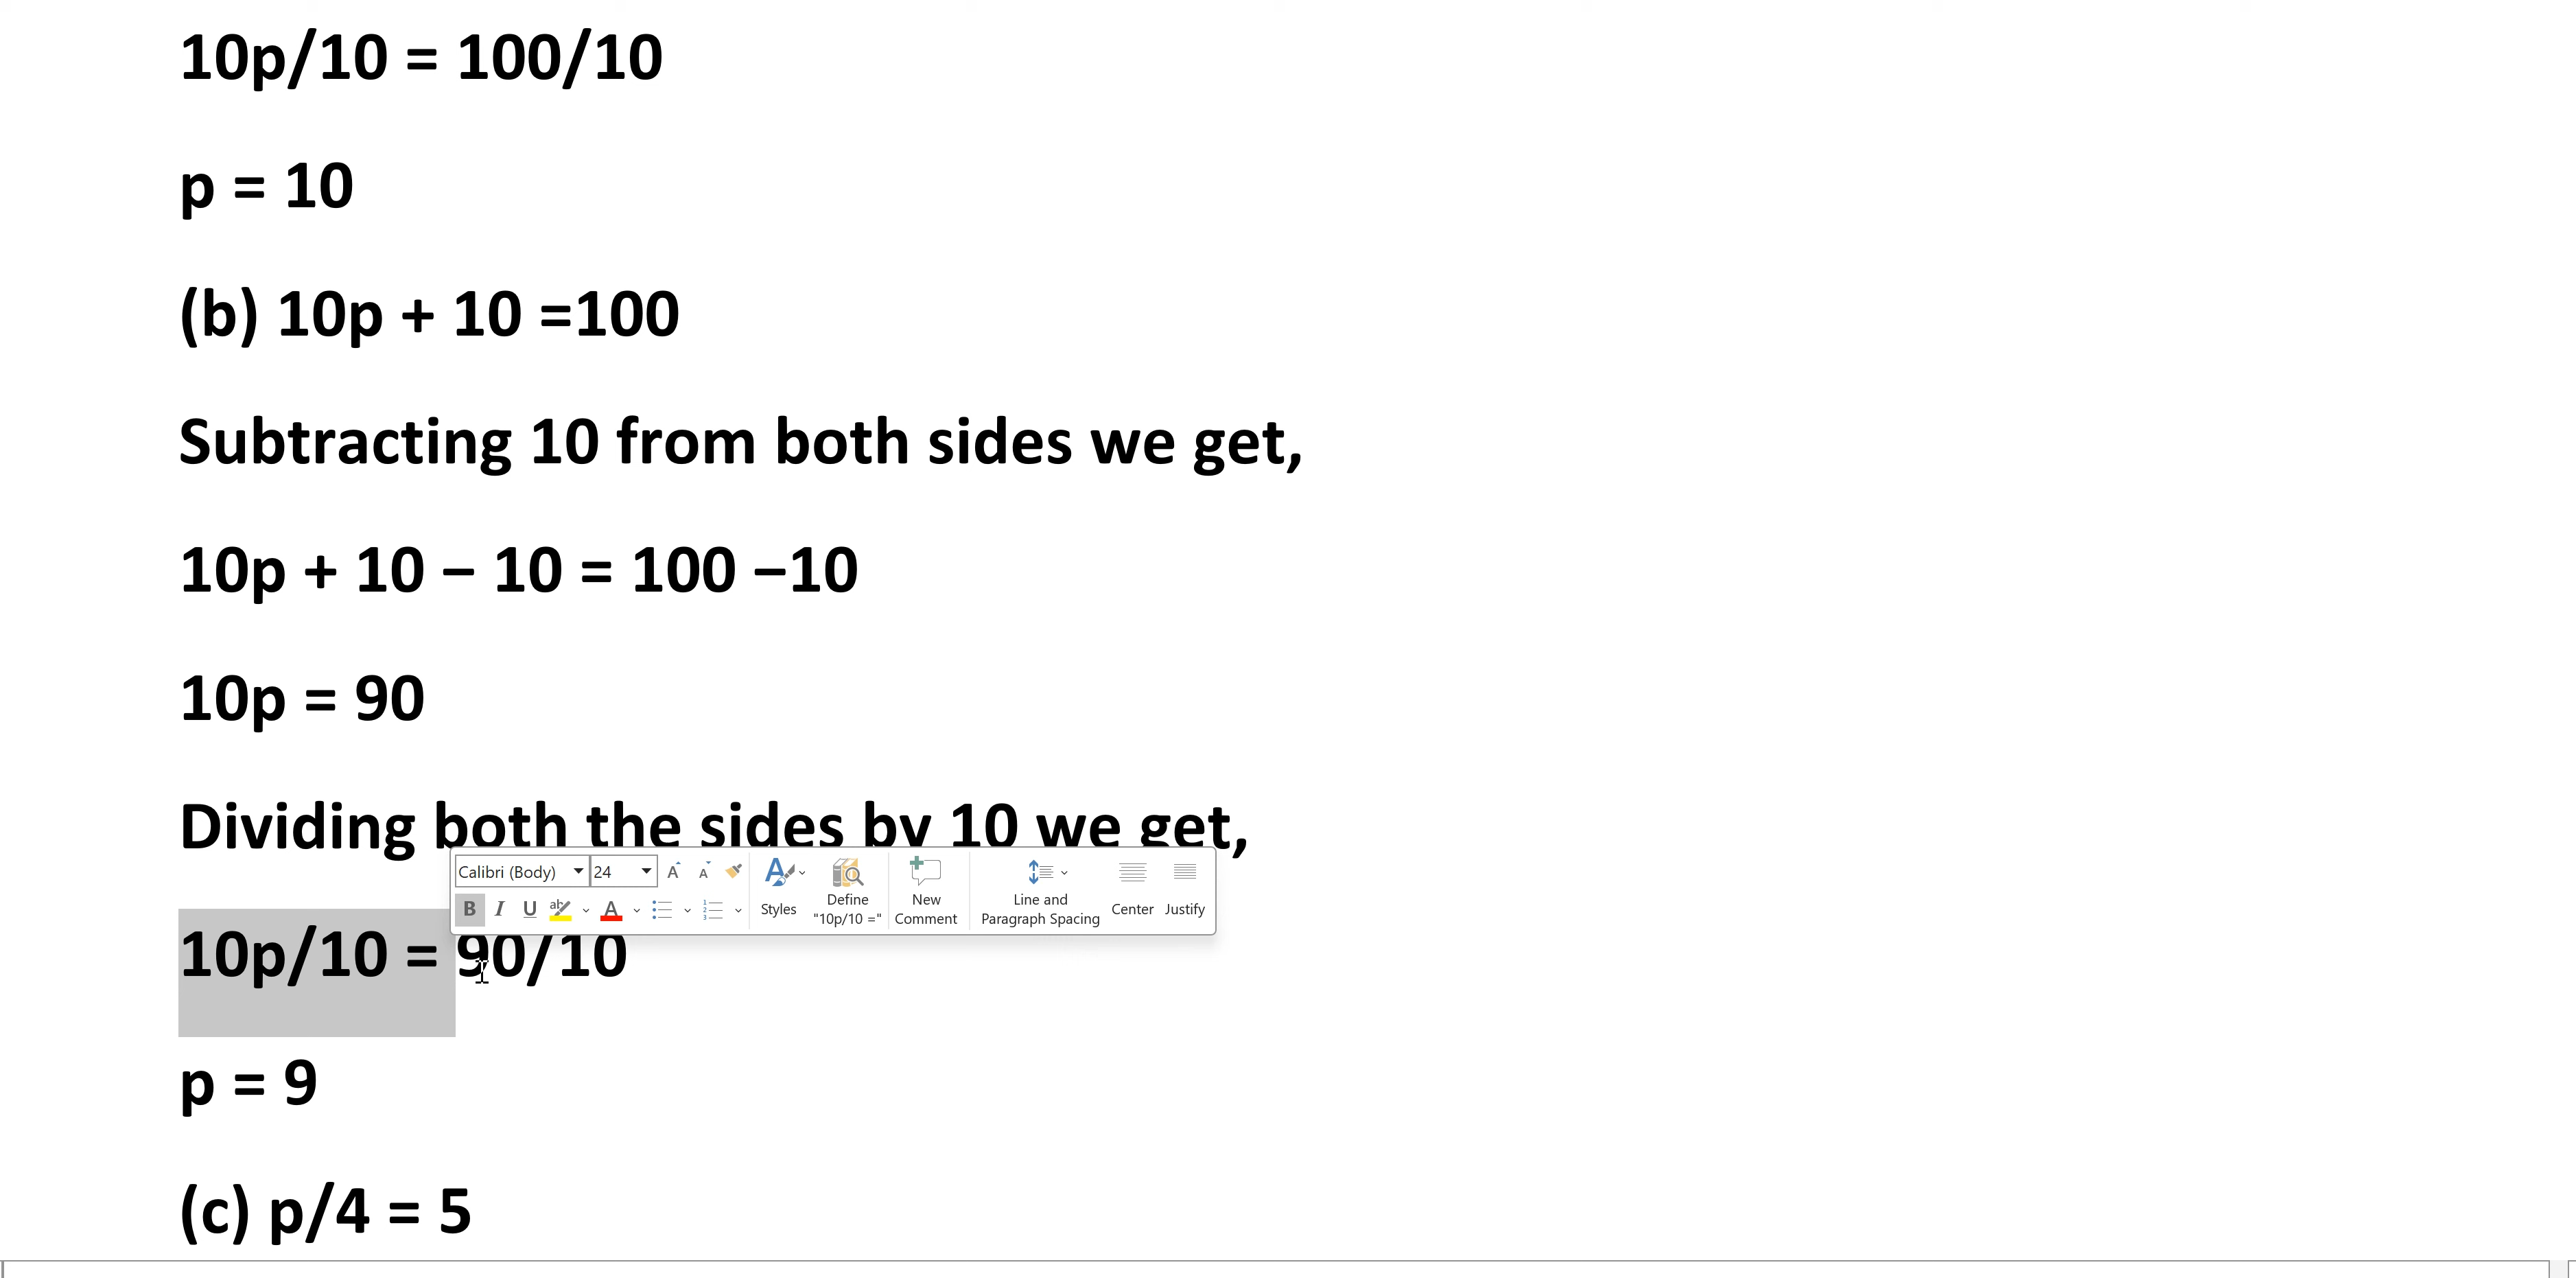 10p/10 = 100/10
p = 10
(b) 10p + 10 =100
Subtracting 10 from both sides we get,
10p + 10 – 10 = 100 –10
10p = 90
Dividing both the sides by 10 we get,
Calibri (Body) 24 A A Styles Define "10p/10 =" New Comment Line and Paragraph Spacing Center Justify
B I U ab A
10p/10 = 90/10
p = 9
(c) p/4 = 5